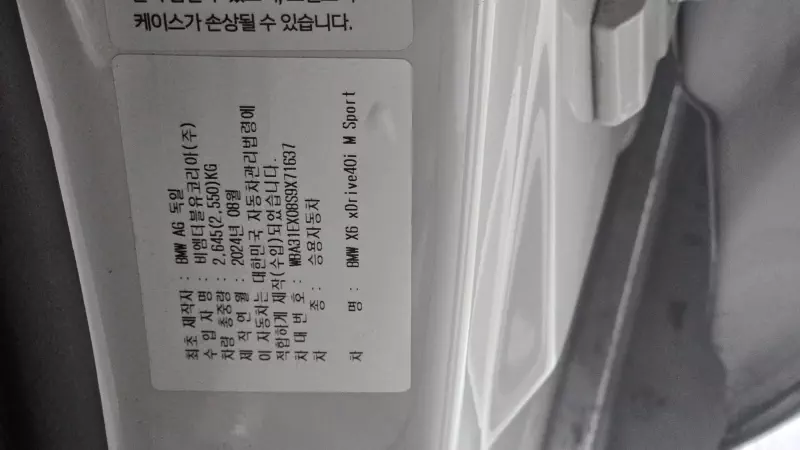 케이스가 손상될 수 있습니다.
최초 제작자 : BMW AG 독일
수 입 자 명 : 비엠더블유코리아(주)
차량 총중량 : 2,645(2,550)KG
제 작 연 월 : 2024년 08월
이 자동차는 대한민국 자동차관리법령에
적합하게 제작(수입)되었습니다.
차 대 번 호 : WBA31EX08S9X71637
차 종 : 승용자동차
차 명 : BMW X6 xDrive40i M Sport